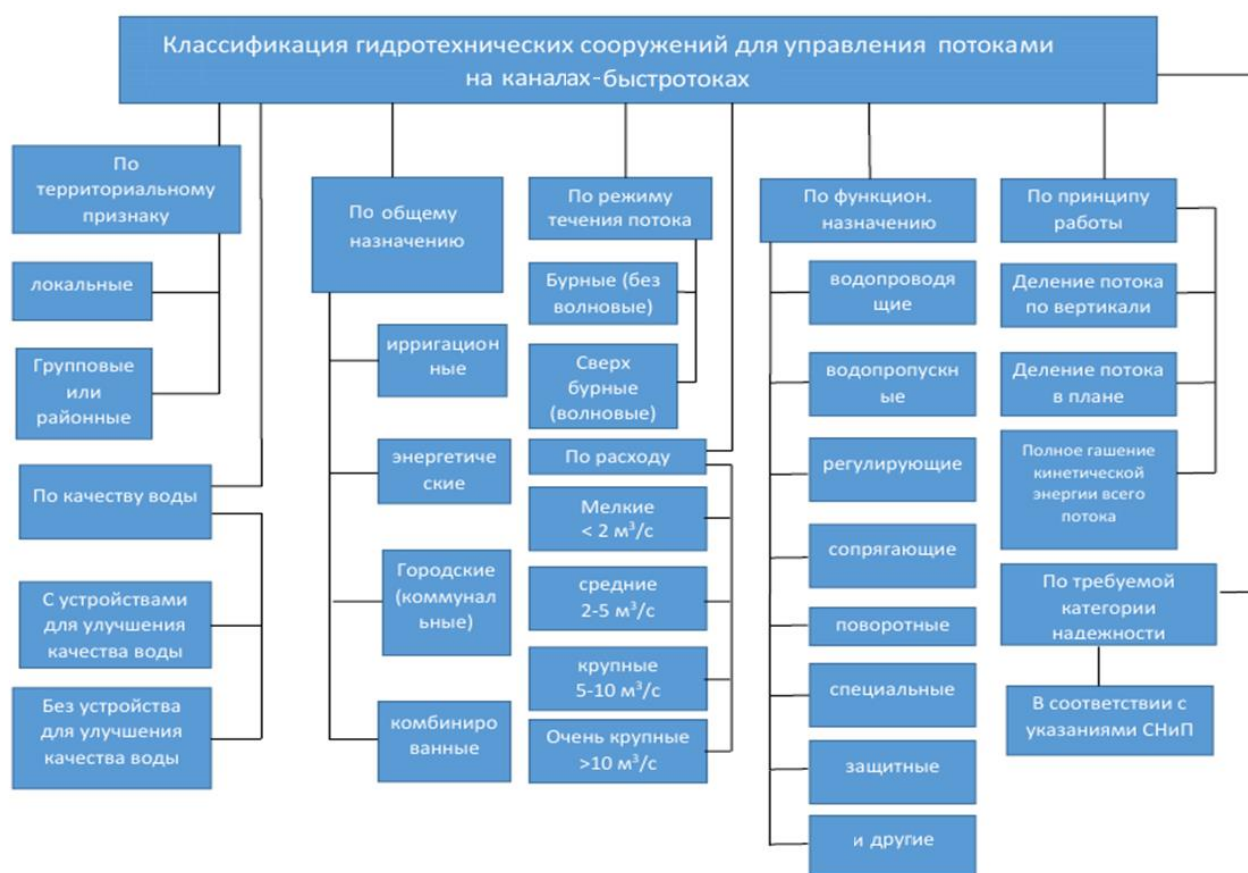 Классификация гидротехнических сооружений для управления потоками
на каналах-быстротоках
По
территориальному
признаку
локальные
Групповые
или
районные
По качеству воды
С устройствами
для улучшения
качества воды
Без устройства
для улучшения
качества воды
По общему
назначению
ирригацион
ные
энергетиче
ские
Городские
(коммунал
ьные)
комбиниро
ванные
По режиму
течения потока
Бурные (без
волновые)
Сверх
бурные
(волновые)
По расходу
Мелкие
< 2 м³/с
средние
2-5 м³/с
крупные
5-10 м³/с
Очень крупные
>10 м³/с
По функцион.
назначению
водопроводя
щие
водопропускн
ые
регулирующие
сопрягающие
поворотные
специальные
защитные
и другие
По принципу
работы
Деление потока
по вертикали
Деление потока
в плане
Полное гашение
кинетической
энергии всего
потока
По требуемой
категории
надежности
В соответствии с
указаниями СНиП